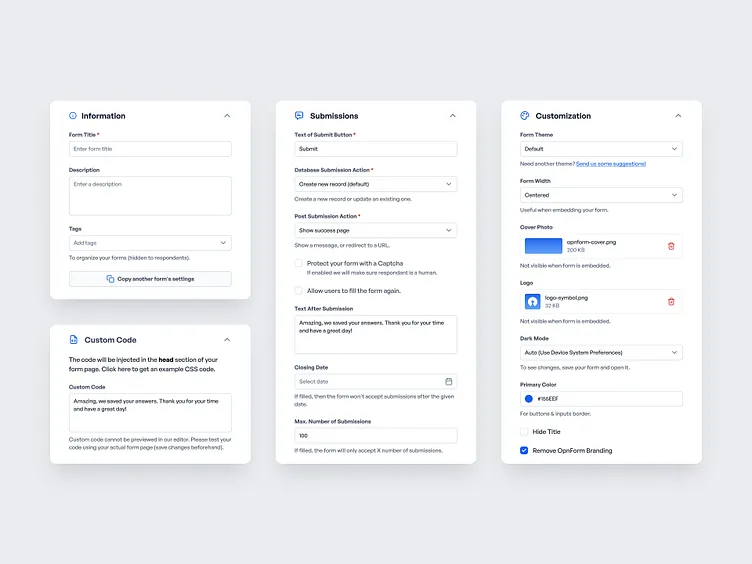 Information
Form Title *
Enter form title
Description
Enter a description
Tags
Add tags
To organize your forms (hidden to respondents).
Copy another form's settings
Custom Code
The code will be injected in the head section of your
form page. Click here to get an example CSS code.
Custom Code
Amazing, we saved your answers. Thank you for your time
and have a great day!
Custom code cannot be previewed in our editor. Please test your
code using your actual form page (save changes beforehand).
Submissions
Text of Submit Button *
Submit
Database Submission Action *
Create new record (default)
Create a new record or update an existing one.
Post Submission Action *
Show success page
Show a message, or redirect to a URL.
Protect your form with a Captcha
If enabled we will make sure respondant is a human.
Allow users to fill the form again.
Text After Submission
Amazing, we saved your answers. Thank you for your time
and have a great day!
Closing Date
Select date
If filled, then the form won't accept submissions after the given
date.
Max. Number of Submissions
100
If filled, the form will only accept X number of submissions.
Customization
Form Theme
Default
Need another theme? Send us some suggestions!
Form Width
Centered
Useful when embedding your form.
Cover Photo
opnform-cover.png
200 KB
Not visible when form is embedded.
Logo
logo-symbol.png
32 KB
Not visible when form is embedded.
Dark Mode
Auto (Use Device System Preferences)
To see changes, save your form and open it.
Primary Color
#155EEF
For buttons & inputs border.
Hide Title
Remove OpnForm Branding